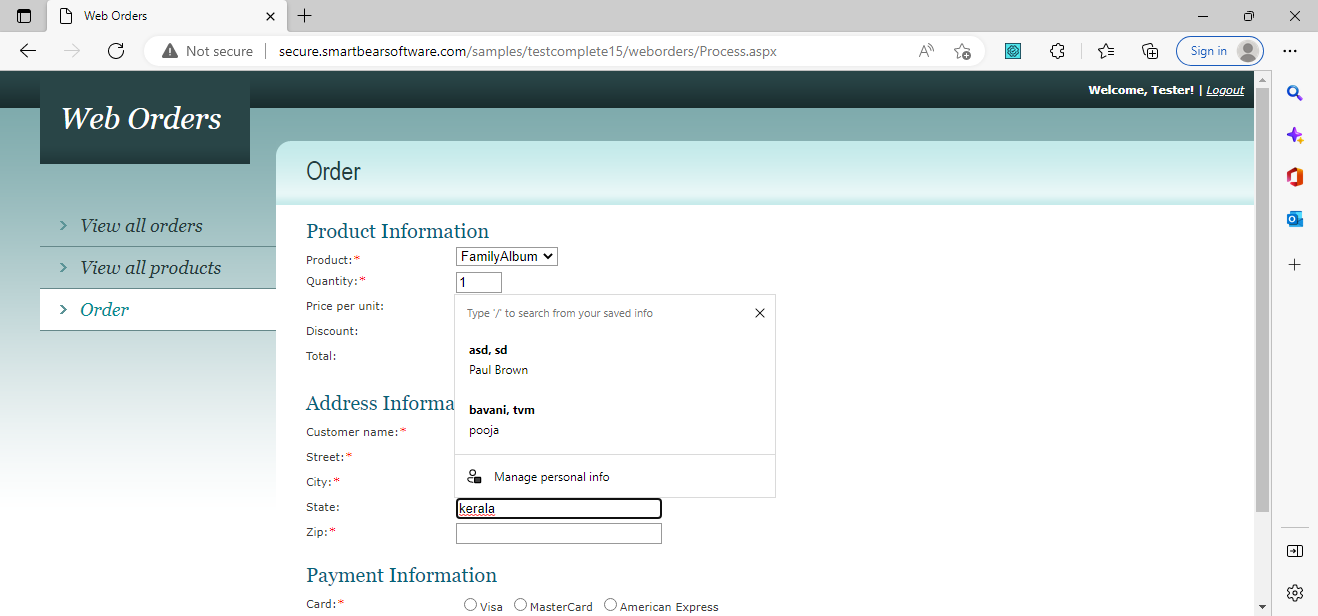 Web Orders
Not secure secure.smartbearsoftware.com/samples/testcomplete15/weborders/Process.aspx Sign in
Welcome, Tester! | Logout
Web Orders
Order
View all orders
View all products
Order
Product Information
Product:* FamilyAlbum
Quantity:* 1
Price per unit:
Discount:
Total:
Type '/' to search from your saved info
asd, sd
Paul Brown
bavani, tvm
pooja
Manage personal info
Address Informa
Customer name:*
Street:*
City:*
State: kerala
Zip:*
Payment Information
Card:* Visa MasterCard American Express